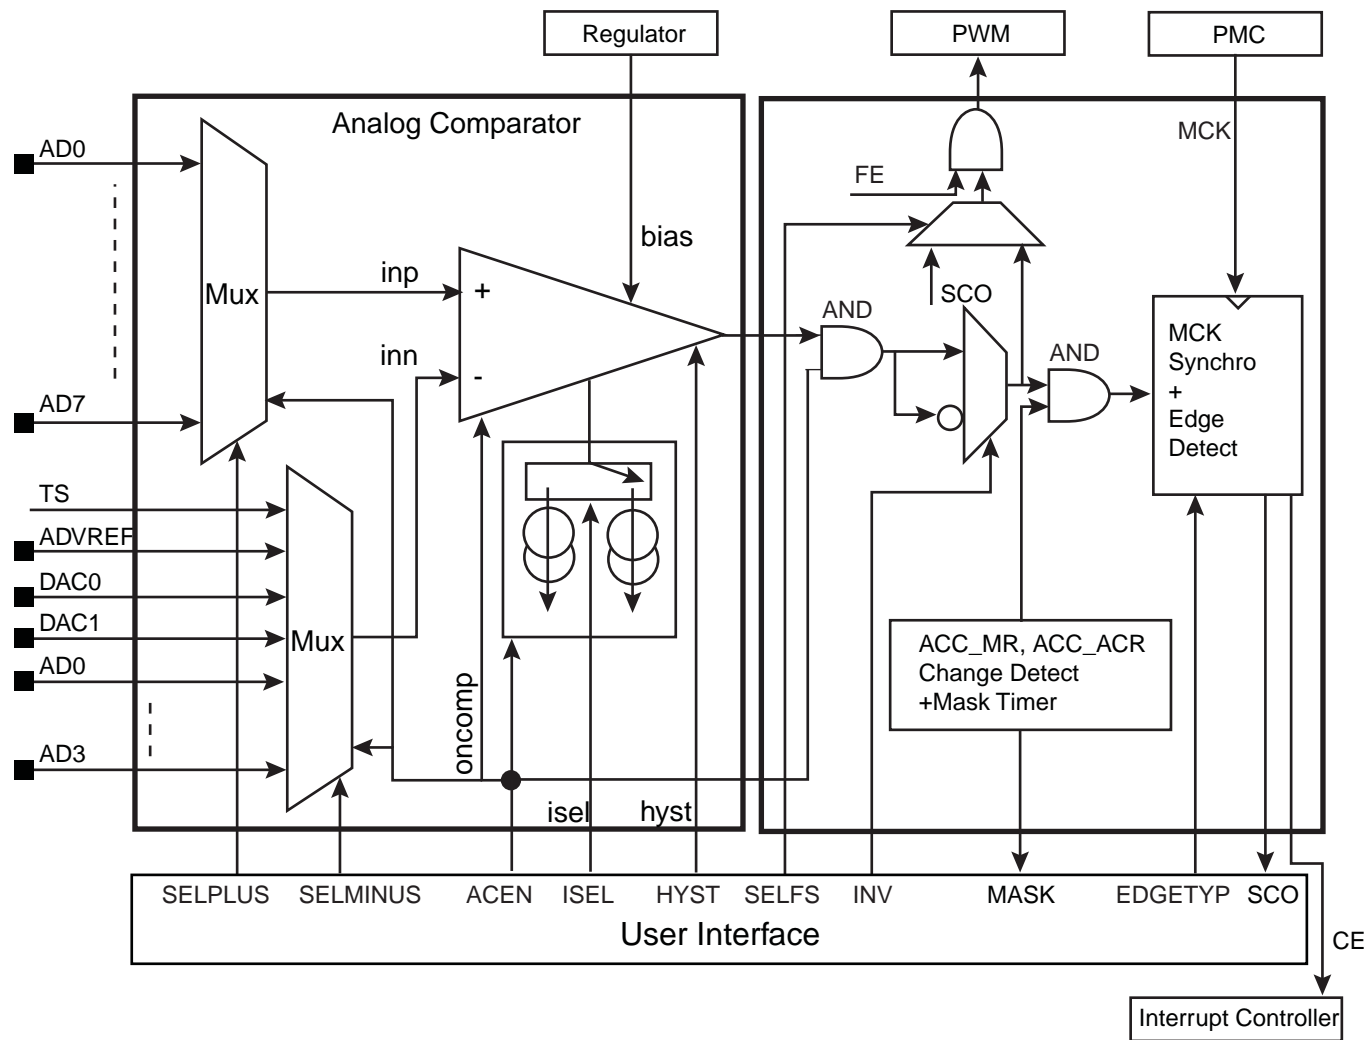 Regulator
PWM
PMC
Analog Comparator
MCK
AD0
FE
bias
inp
Mux
+
SCO
AND
inn
-
AND
MCK
Synchro
+
Edge
Detect
AD7
TS
ADVREF
DAC0
DAC1
Mux
AD0
ACC_MR, ACC_ACR
Change Detect
+Mask Timer
oncomp
AD3
isel
hyst
SELPLUS
SELMINUS
ACEN
ISEL
HYST
SELFS
INV
MASK
EDGETYP
SCO
User Interface
CE
Interrupt Controller